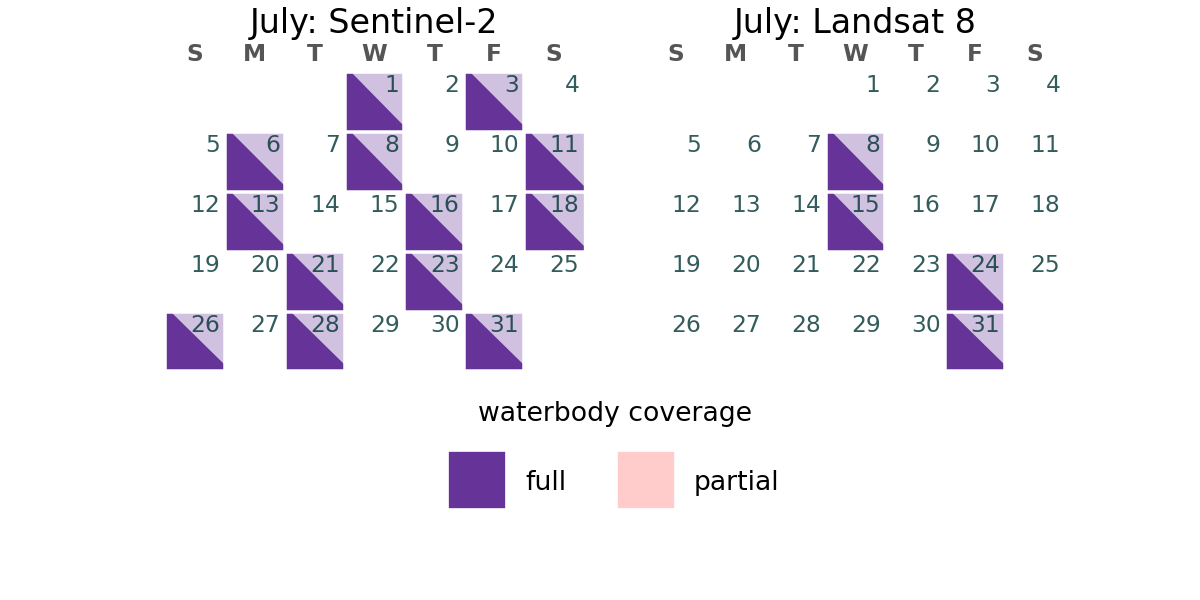 July: Sentinel-2
S M T W T F S
1 2 3 4
5 6 7 8 9 10 11
12 13 14 15 16 17 18
19 20 21 22 23 24 25
26 27 28 29 30 31
July: Landsat 8
S M T W T F S
1 2 3 4
5 6 7 8 9 10 11
12 13 14 15 16 17 18
19 20 21 22 23 24 25
26 27 28 29 30 31
waterbody coverage
full partial